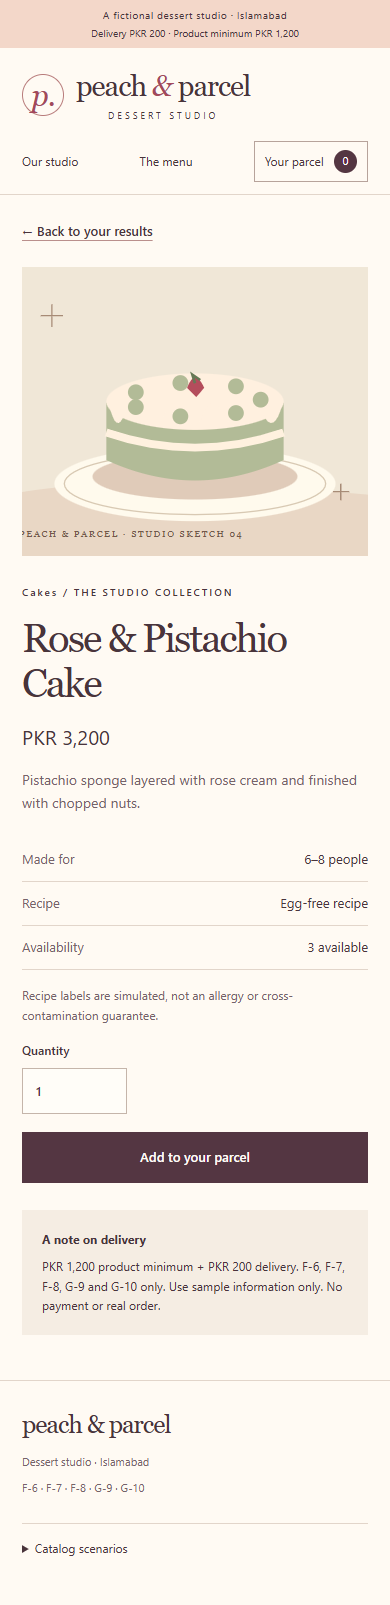 A fictional dessert studio · Islamabad
Delivery PKR 200 · Product minimum PKR 1,200
p.
peach & parcel
DESSERT STUDIO
Our studio
The menu
Your parcel 0
← Back to your results
PEACH & PARCEL · STUDIO SKETCH 04
Cakes / THE STUDIO COLLECTION
Rose & Pistachio
Cake
PKR 3,200
Pistachio sponge layered with rose cream and finished
with chopped nuts.
Made for 6–8 people
Recipe Egg-free recipe
Availability 3 available
Recipe labels are simulated, not an allergy or cross-
contamination guarantee.
Quantity
1
Add to your parcel
A note on delivery
PKR 1,200 product minimum + PKR 200 delivery. F-6, F-7,
F-8, G-9 and G-10 only. Use sample information only. No
payment or real order.
peach & parcel
Dessert studio · Islamabad
F-6 · F-7 · F-8 · G-9 · G-10
▶ Catalog scenarios